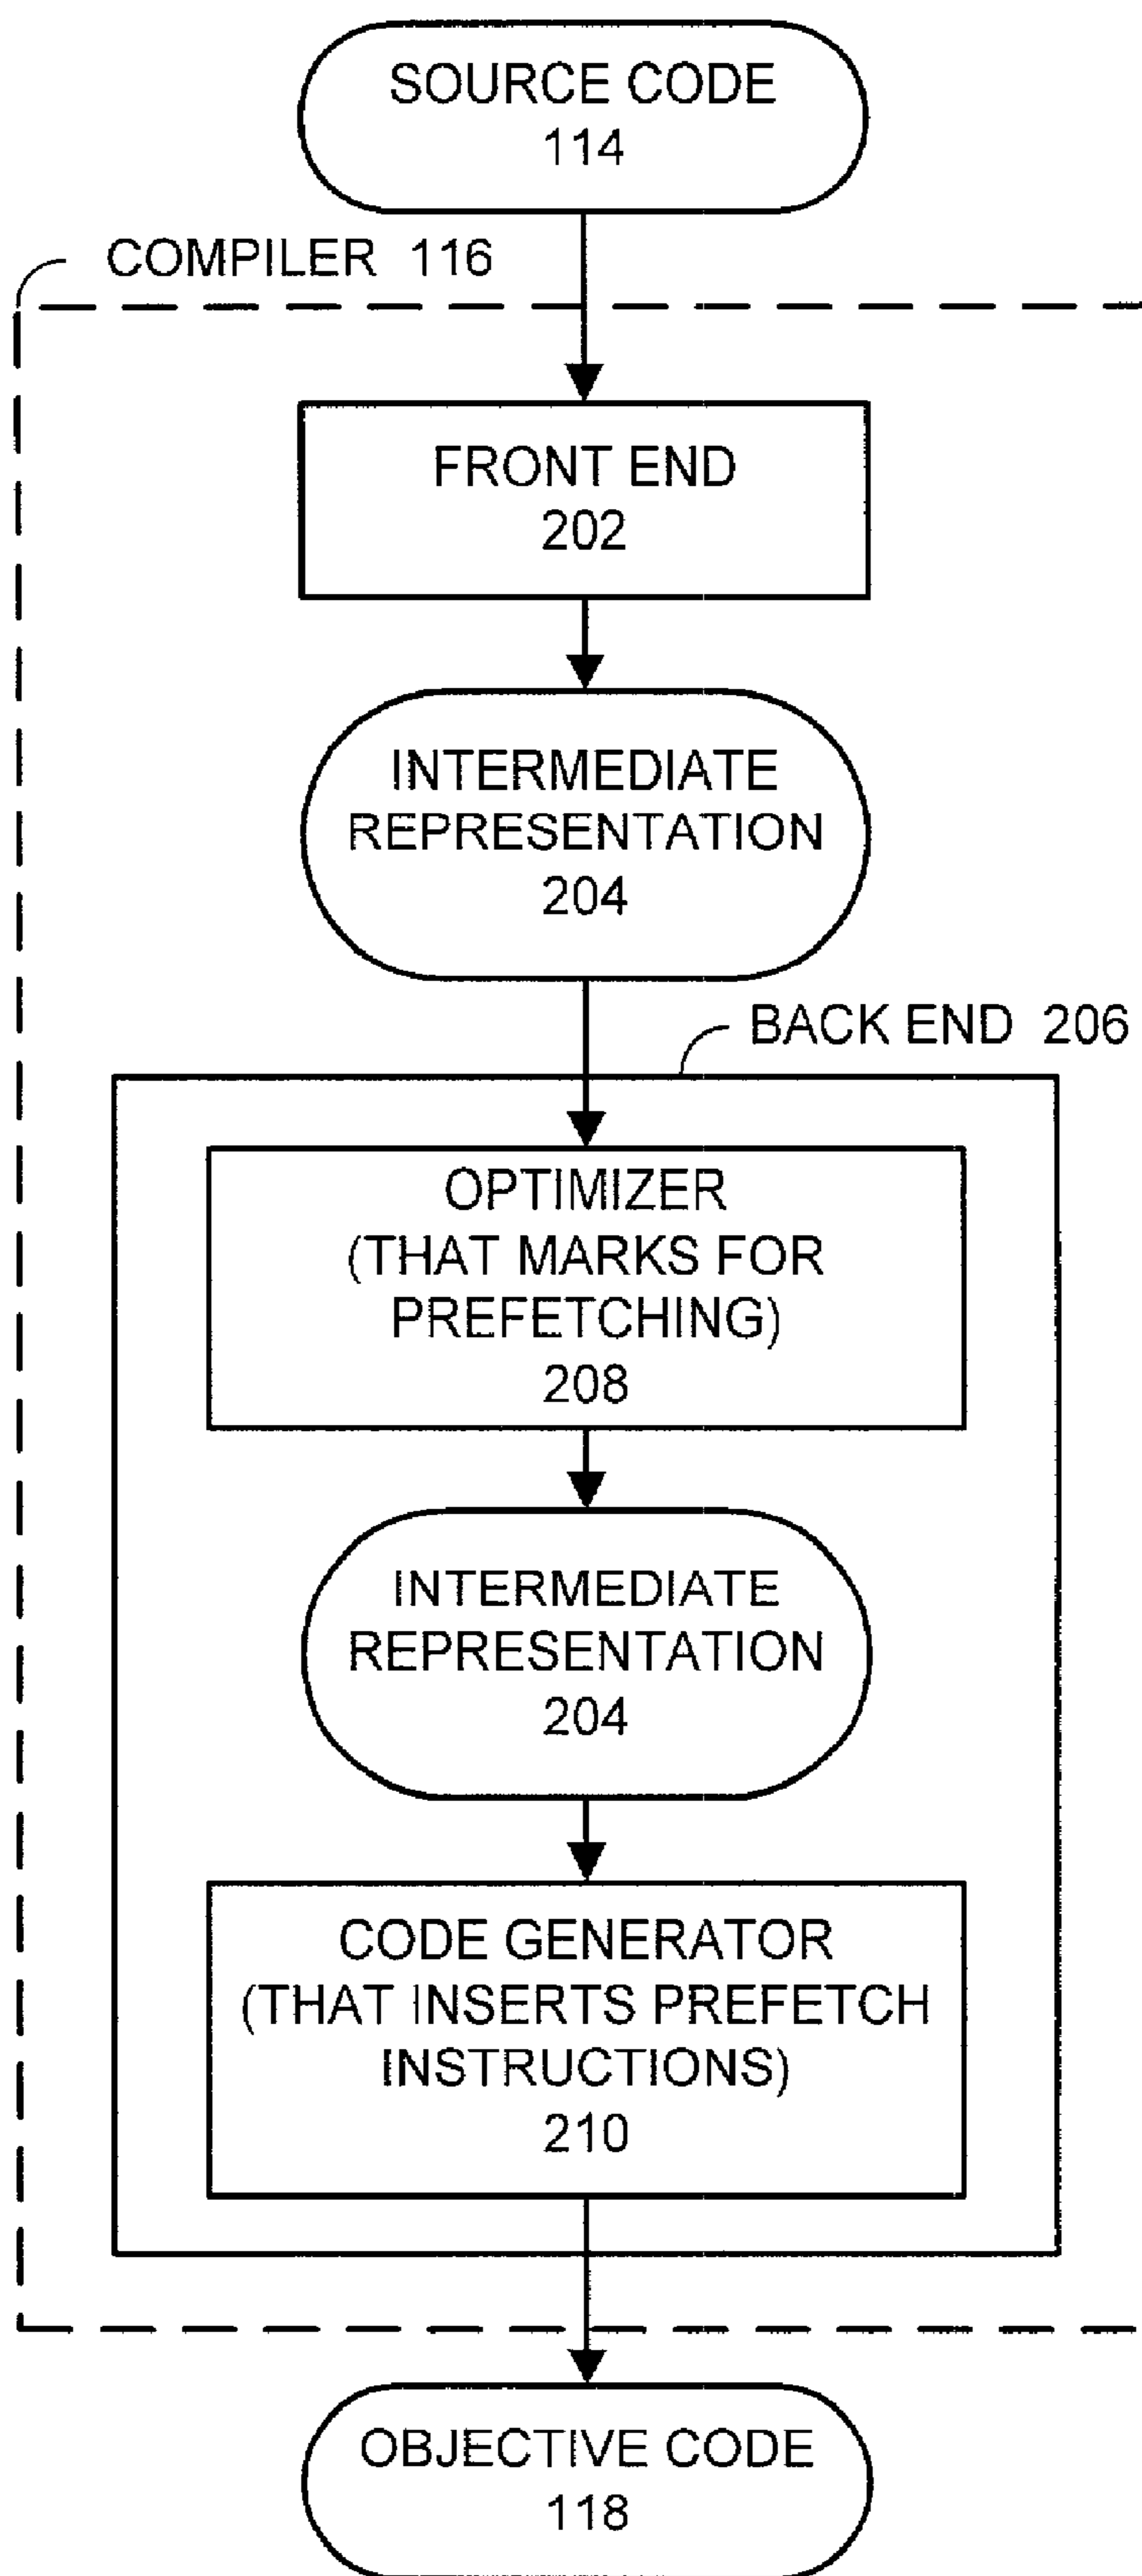 SOURCE CODE
114
COMPILER 116
FRONT END
202
INTERMEDIATE
REPRESENTATION
204
BACK END 206
OPTIMIZER
(THAT MARKS FOR
PREFETCHING)
208
INTERMEDIATE
REPRESENTATION
204
CODE GENERATOR
(THAT INSERTS PREFETCH
INSTRUCTIONS)
210
OBJECTIVE CODE
118